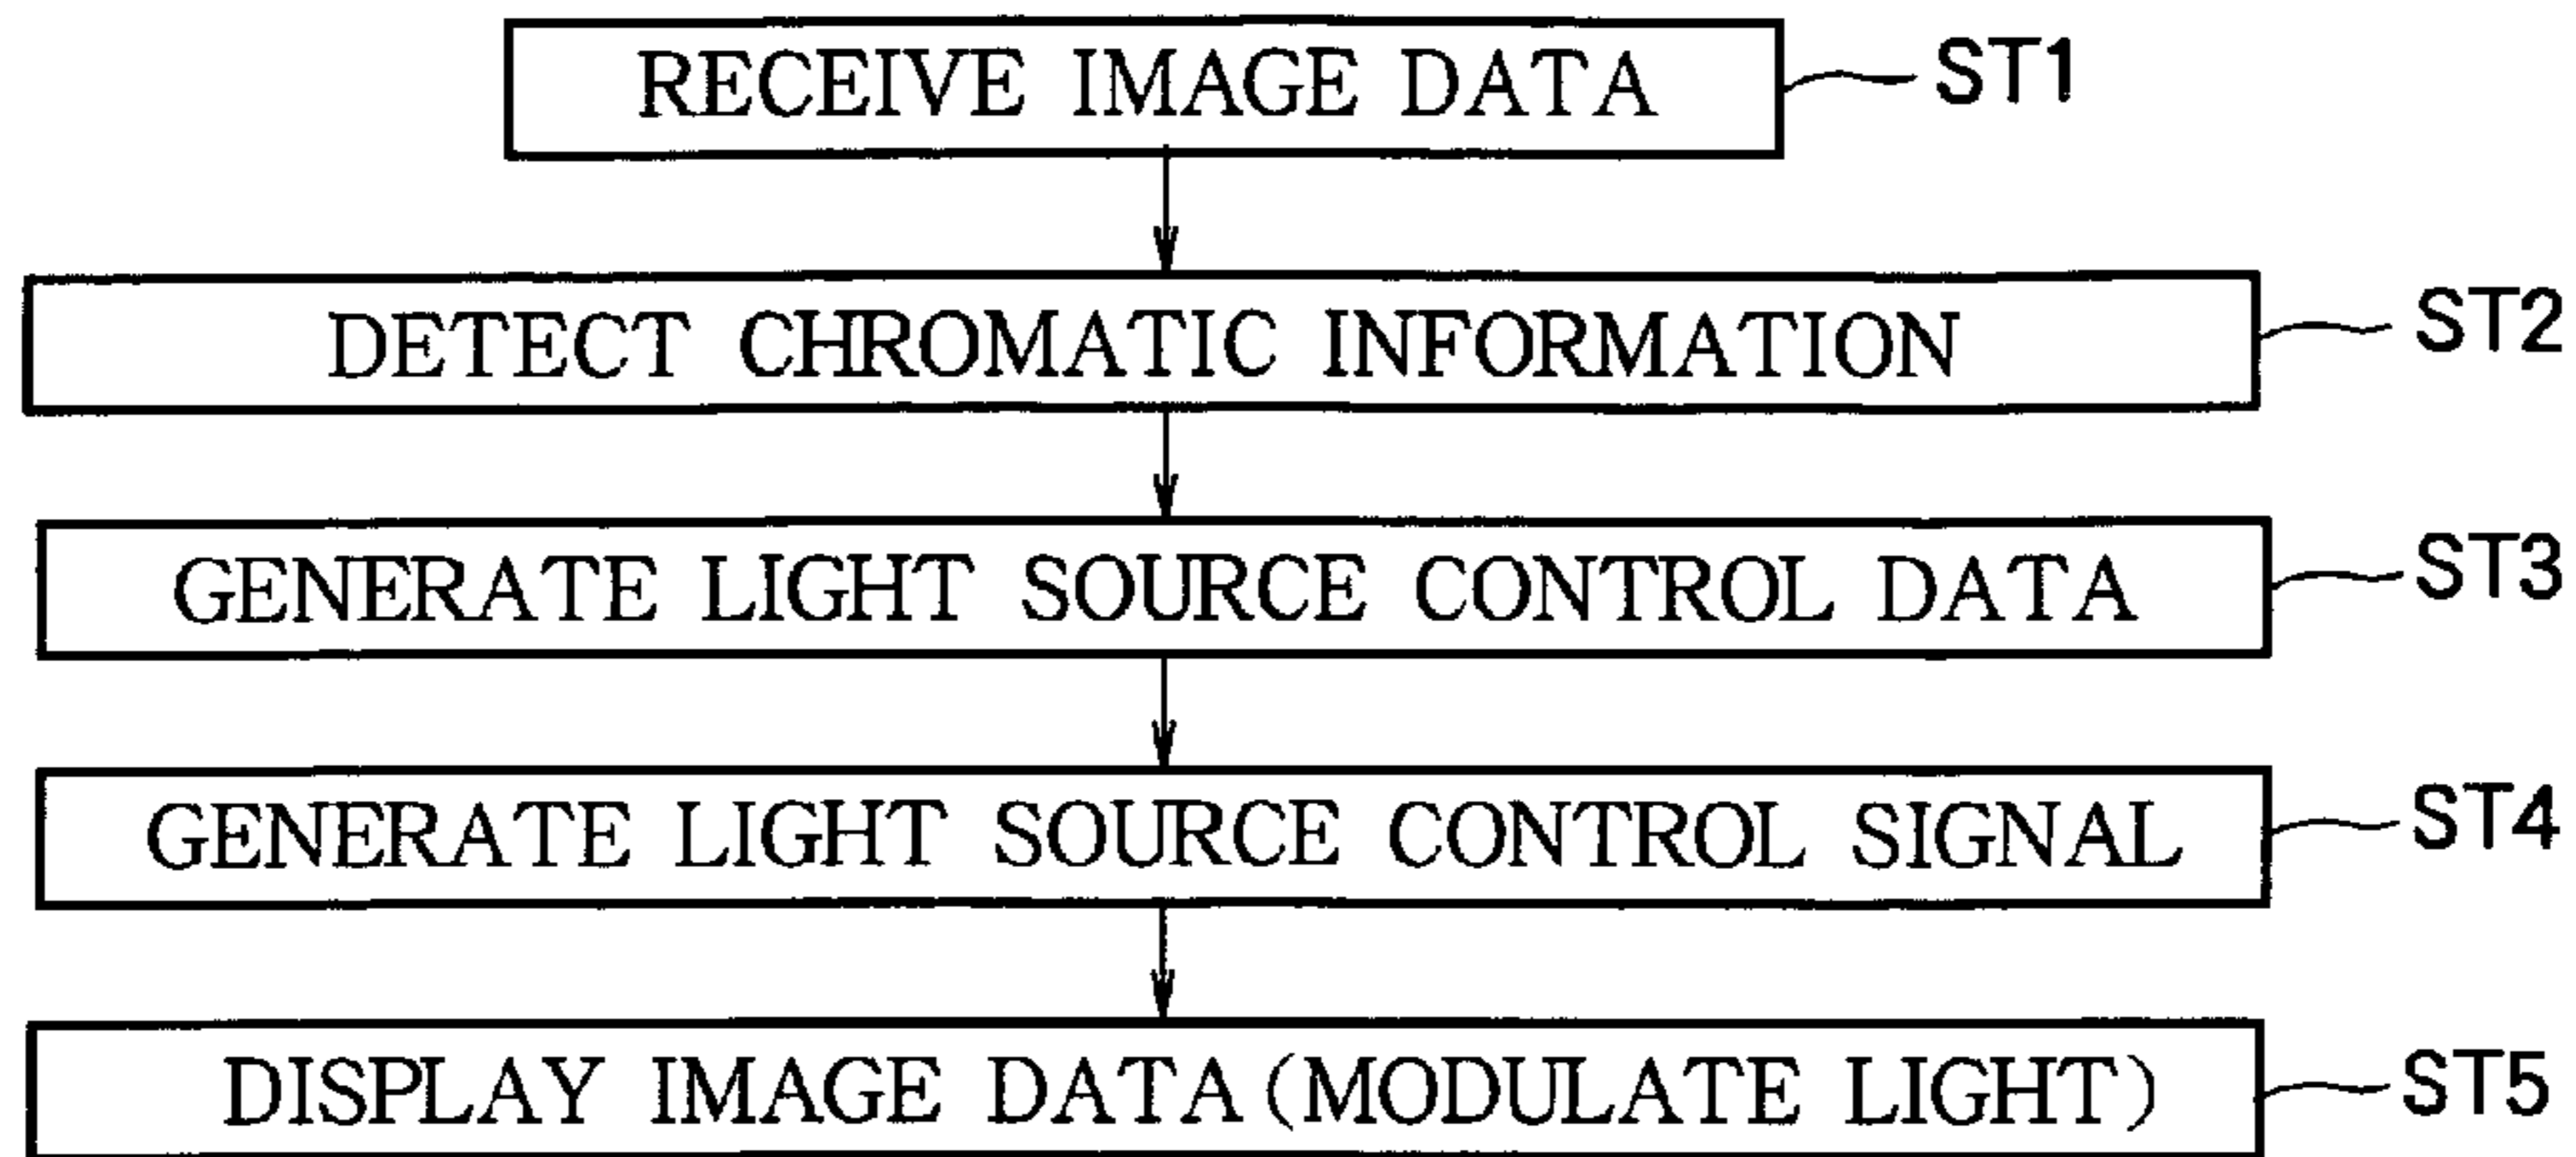 RECEIVE IMAGE DATA ST1
DETECT CHROMATIC INFORMATION ST2
GENERATE LIGHT SOURCE CONTROL DATA ST3
GENERATE LIGHT SOURCE CONTROL SIGNAL ST4
DISPLAY IMAGE DATA(MODULATE LIGHT) ST5